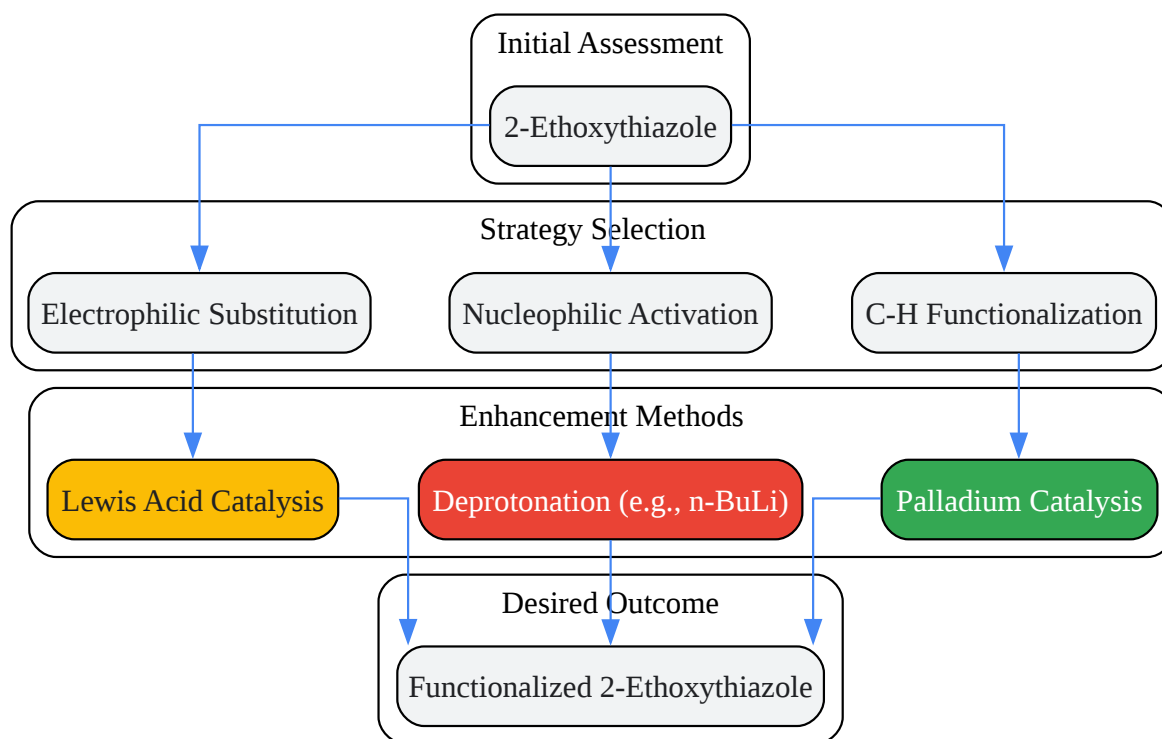 Initial Assessment
2-Ethoxythiazole
Strategy Selection
Electrophilic Substitution
Nucleophilic Activation
C-H Functionalization
Enhancement Methods
Lewis Acid Catalysis
Deprotonation (e.g., n-BuLi)
Palladium Catalysis
Desired Outcome
Functionalized 2-Ethoxythiazole